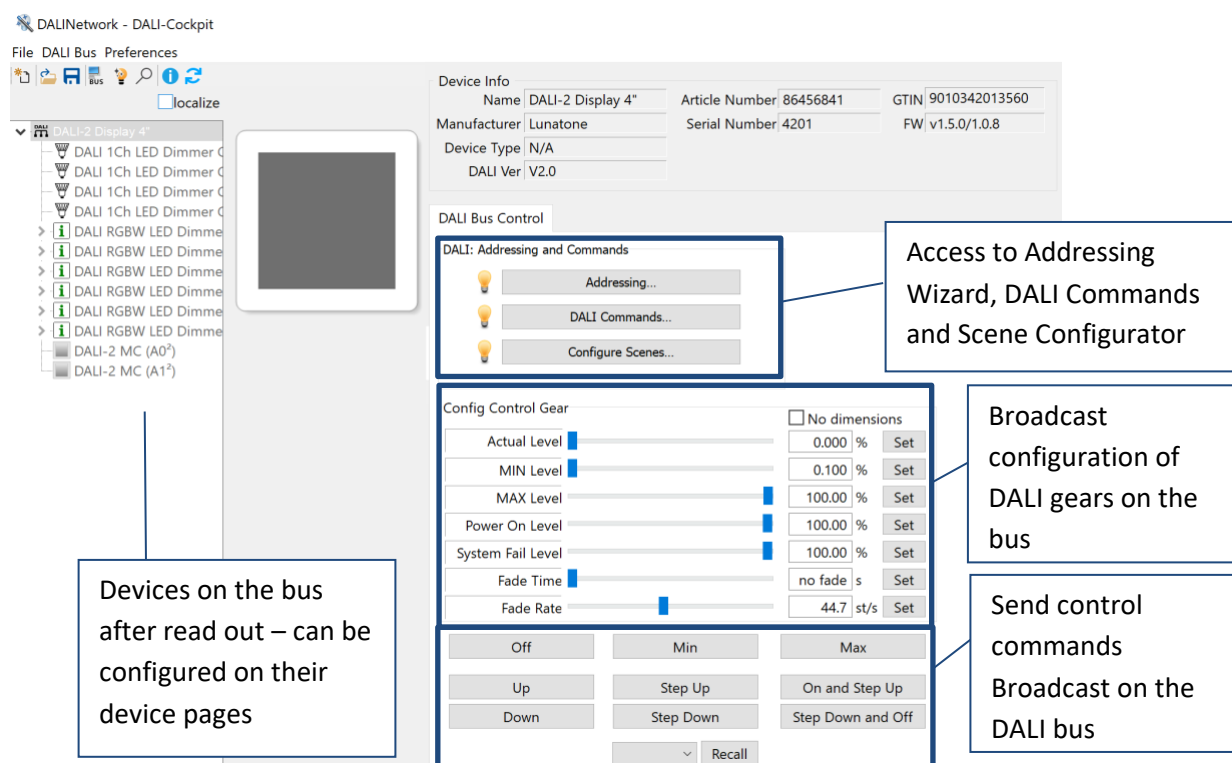 DALINetwork - DALI-Cockpit
File DALI Bus Preferences
BUS
localize
DALI
DALI-2 Display 4"
DALI 1Ch LED Dimmer
DALI 1Ch LED Dimmer
DALI 1Ch LED Dimmer
DALI 1Ch LED Dimmer
DALI RGBW LED Dimme
DALI RGBW LED Dimme
DALI RGBW LED Dimme
DALI RGBW LED Dimme
DALI RGBW LED Dimme
DALI RGBW LED Dimme
DALI-2 MC (A0²)
DALI-2 MC (A1²)
Device Info
Name DALI-2 Display 4" Article Number 86456841 GTIN 9010342013560
Manufacturer Lunatone Serial Number 4201 FW v1.5.0/1.0.8
Device Type N/A
DALI Ver V2.0
DALI Bus Control
DALI: Addressing and Commands
Addressing...
DALI Commands...
Configure Scenes...
Access to Addressing
Wizard, DALI Commands
and Scene Configurator
Config Control Gear
No dimensions
Actual Level 0.000 % Set
MIN Level 0.100 % Set
MAX Level 100.00 % Set
Power On Level 100.00 % Set
System Fail Level 100.00 % Set
Fade Time no fade s Set
Fade Rate 44.7 st/s Set
Broadcast
configuration of
DALI gears on the
bus
Off Min Max
Up Step Up On and Step Up
Down Step Down Step Down and Off
Recall
Send control
commands
Broadcast on the
DALI bus
Devices on the bus
after read out – can be
configured on their
device pages